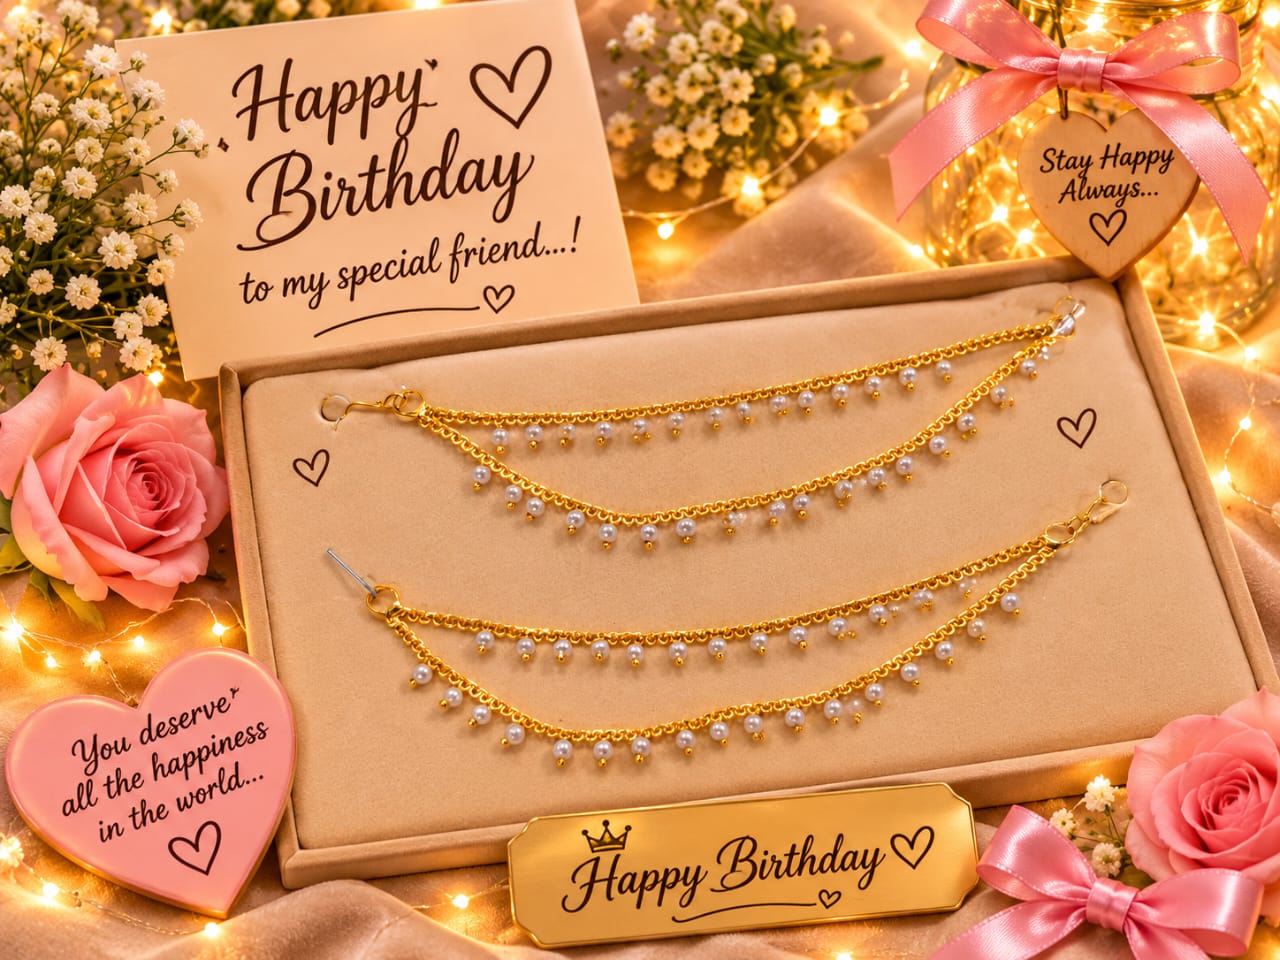 Happy
Birthday
to my special friend...!
Stay Happy
Always...
You deserve
all the happiness
in the world...
Happy Birthday